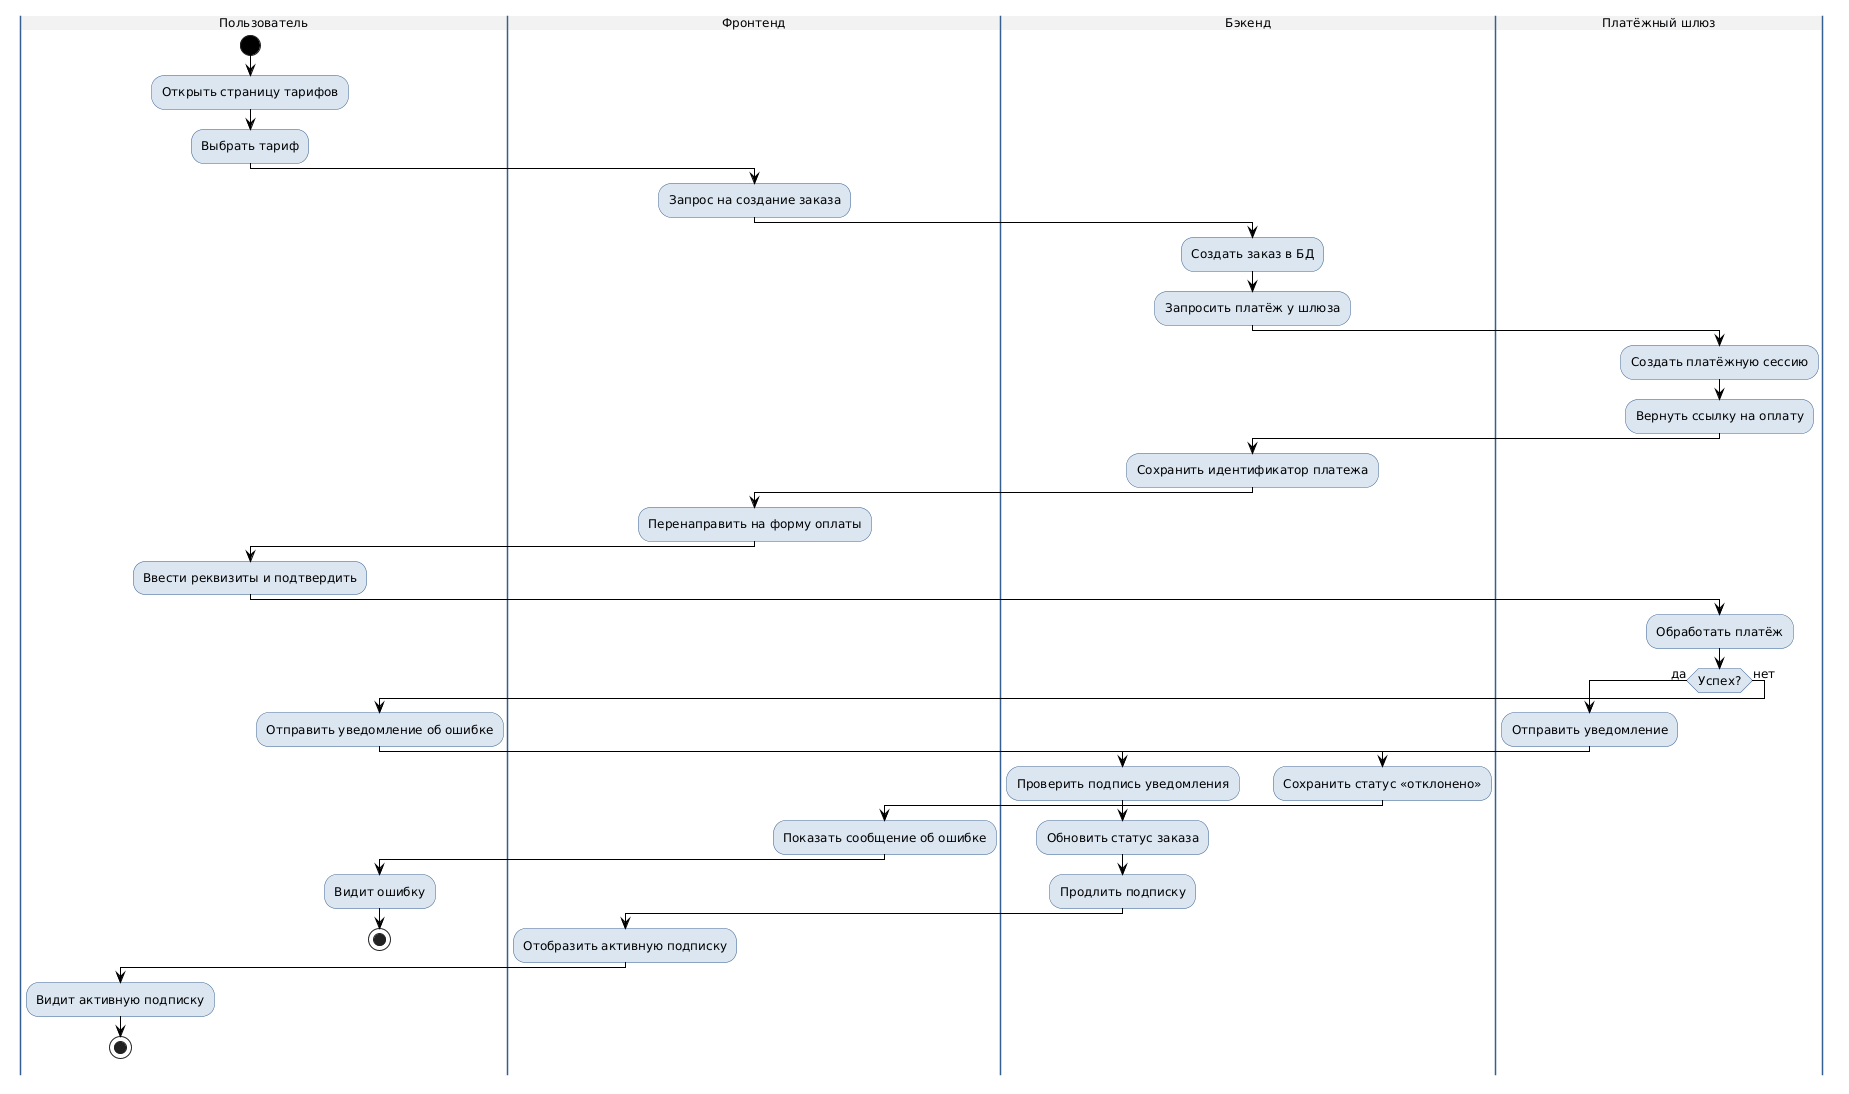 Пользователь
Фронтенд
Бэкенд
Платёжный шлюз
Открыть страницу тарифов
Выбрать тариф
Запрос на создание заказа
Создать заказ в БД
Запросить платёж у шлюза
Создать платёжную сессию
Вернуть ссылку на оплату
Сохранить идентификатор платежа
Перенаправить на форму оплаты
Ввести реквизиты и подтвердить
Обработать платёж
да
Успех?
нет
Отправить уведомление об ошибке
Отправить уведомление
Проверить подпись уведомления
Сохранить статус «отклонено»
Показать сообщение об ошибке
Обновить статус заказа
Видит ошибку
Продлить подписку
Отобразить активную подписку
Видит активную подписку